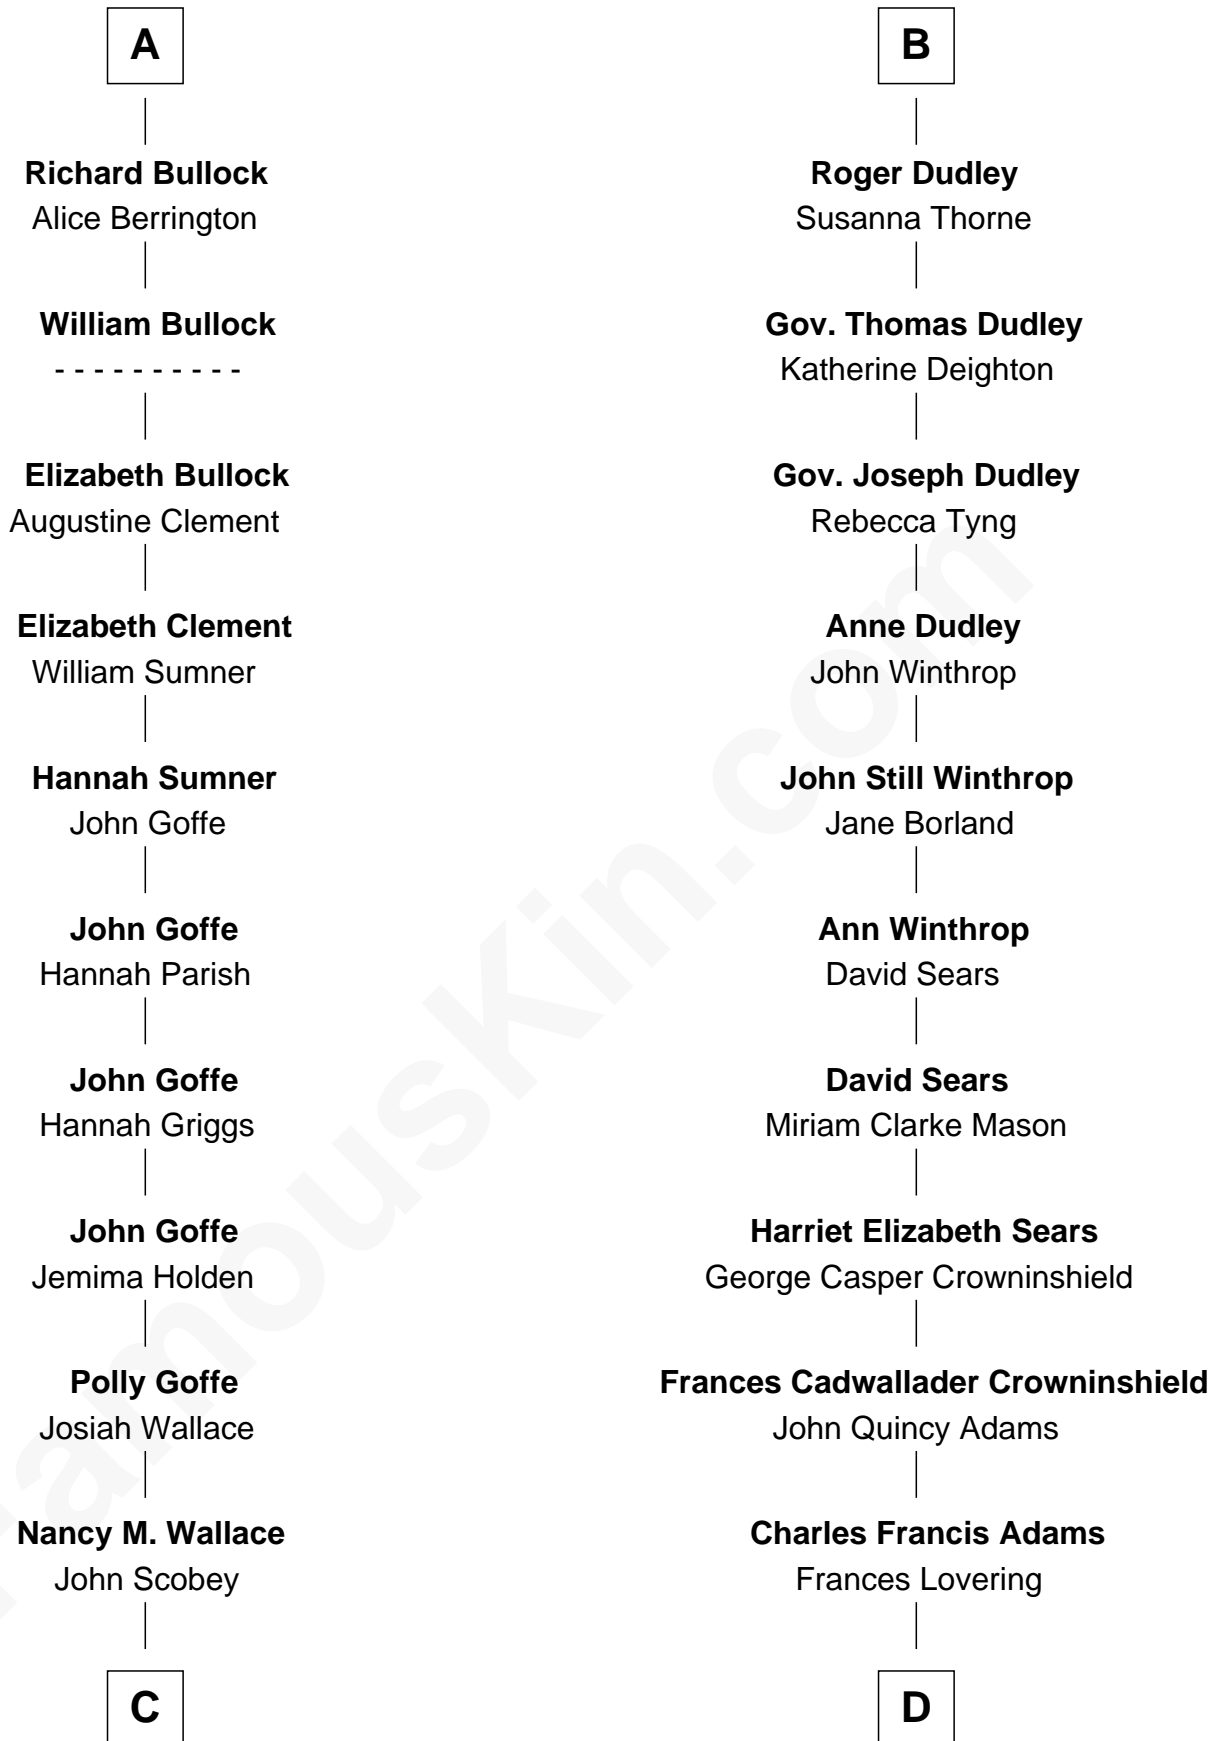 A
Richard Bullock
Alice Berrington
William Bullock
- - - - - - - - - -
Elizabeth Bullock
Augustine Clement
Elizabeth Clement
William Sumner
Hannah Sumner
John Goffe
John Goffe
Hannah Parish
John Goffe
Hannah Griggs
John Goffe
Jemima Holden
Polly Goffe
Josiah Wallace
Nancy M. Wallace
John Scobey
C
B
Roger Dudley
Susanna Thorne
Gov. Thomas Dudley
Katherine Deighton
Gov. Joseph Dudley
Rebecca Tyng
Anne Dudley
John Winthrop
John Still Winthrop
Jane Borland
Ann Winthrop
David Sears
David Sears
Miriam Clarke Mason
Harriet Elizabeth Sears
George Casper Crowninshield
Frances Cadwallader Crowninshield
John Quincy Adams
Charles Francis Adams
Frances Lovering
D
FamousKin.com